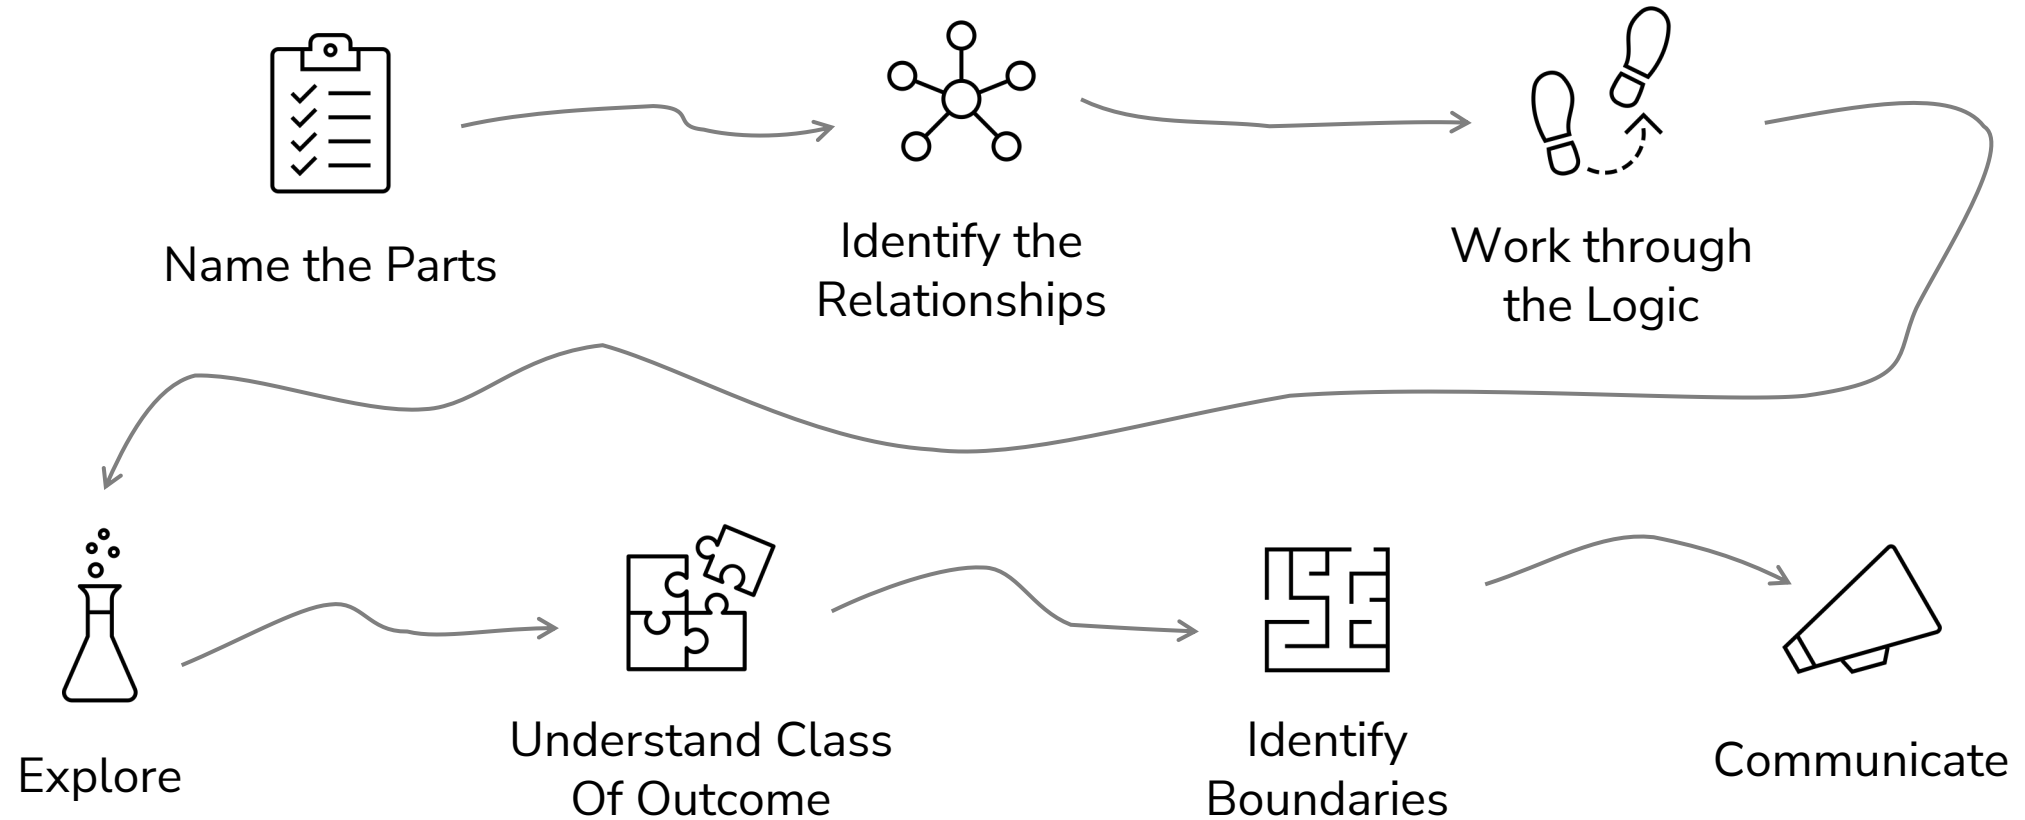 Name the Parts
Identify the
Relationships
Work through
the Logic
Explore
Understand Class
Of Outcome
Identify
Boundaries
Communicate